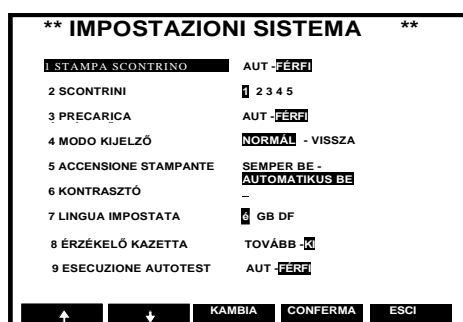 ** IMPOSTAZIONI SISTEMA **
1 STAMPA SCONTRINO AUT -FÉRFI
2 SCONTRINI 1 2 3 4 5
3 PRECARICA AUT -FÉRFI
4 MODO KIJELZŐ NORMÁL - VISSZA
5 ACCENSIONE STAMPANTE SEMPER BE -
AUTOMATIKUS BE
6 KONTRASZTÓ –
7 LINGUA IMPOSTATA é GB DF
8 ÉRZÉKELŐ KAZETTA TOVÁBB -KI
9 ESECUZIONE AUTOTEST AUT -FÉRFI
↑ ↓ KAMBIA CONFERMA ESCI